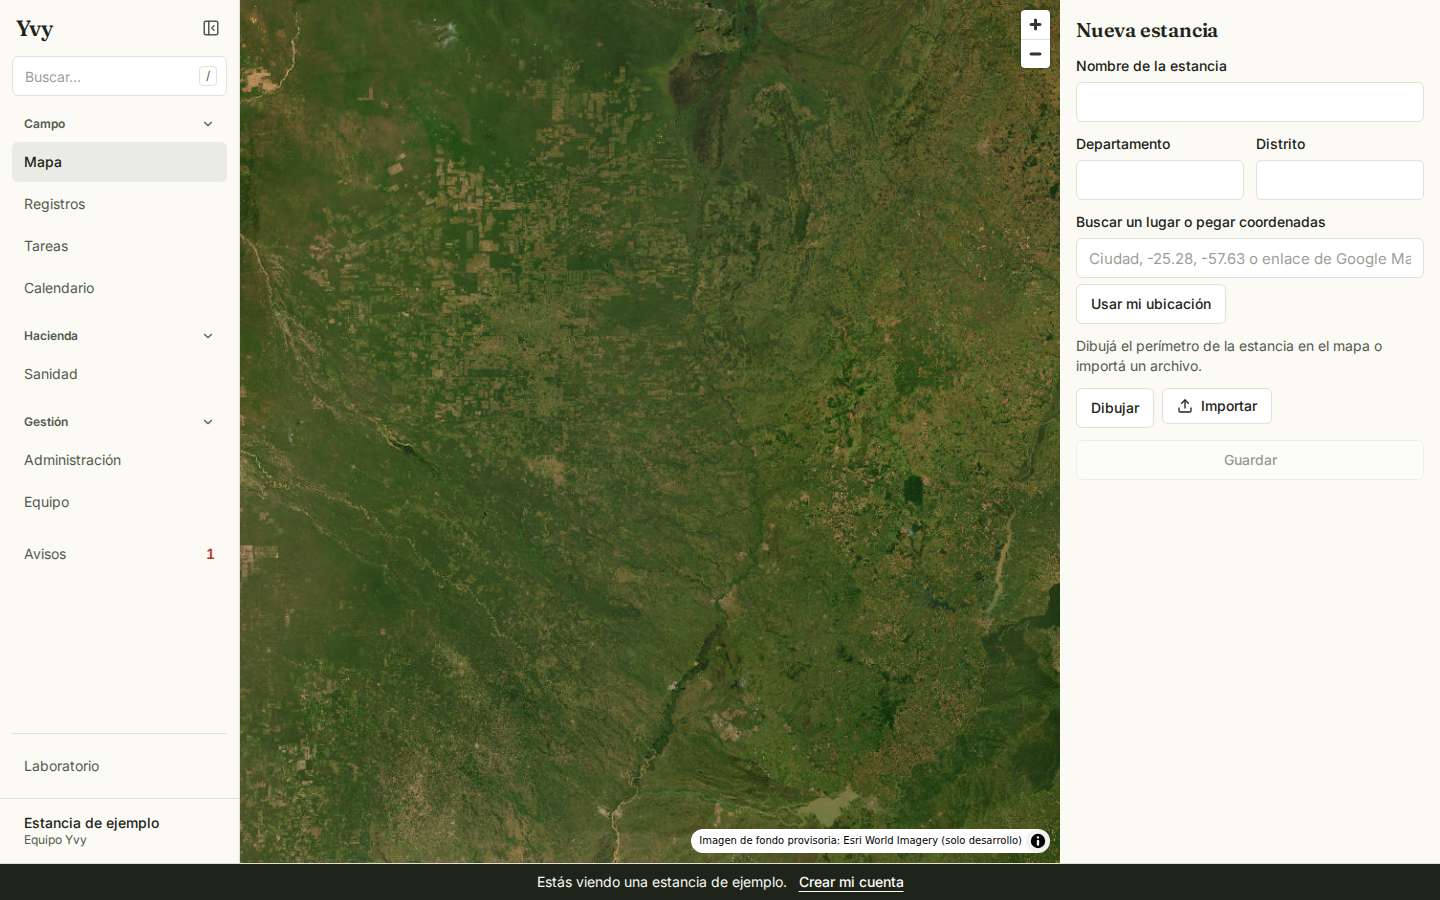 Yvy
Buscar...
/
Campo
Mapa
Registros
Tareas
Calendario
Hacienda
Sanidad
Gestión
Administración
Equipo
Avisos 1
Laboratorio
Estancia de ejemplo
Equipo Yvy
Imagen de fondo provisoria: Esri World Imagery (solo desarrollo)
Nueva estancia
Nombre de la estancia
Departamento Distrito
Buscar un lugar o pegar coordenadas
Ciudad, -25.28, -57.63 o enlace de Google Ma
Usar mi ubicación
Dibujá el perímetro de la estancia en el mapa o
importá un archivo.
Dibujar Importar
Guardar
Estás viendo una estancia de ejemplo. Crear mi cuenta